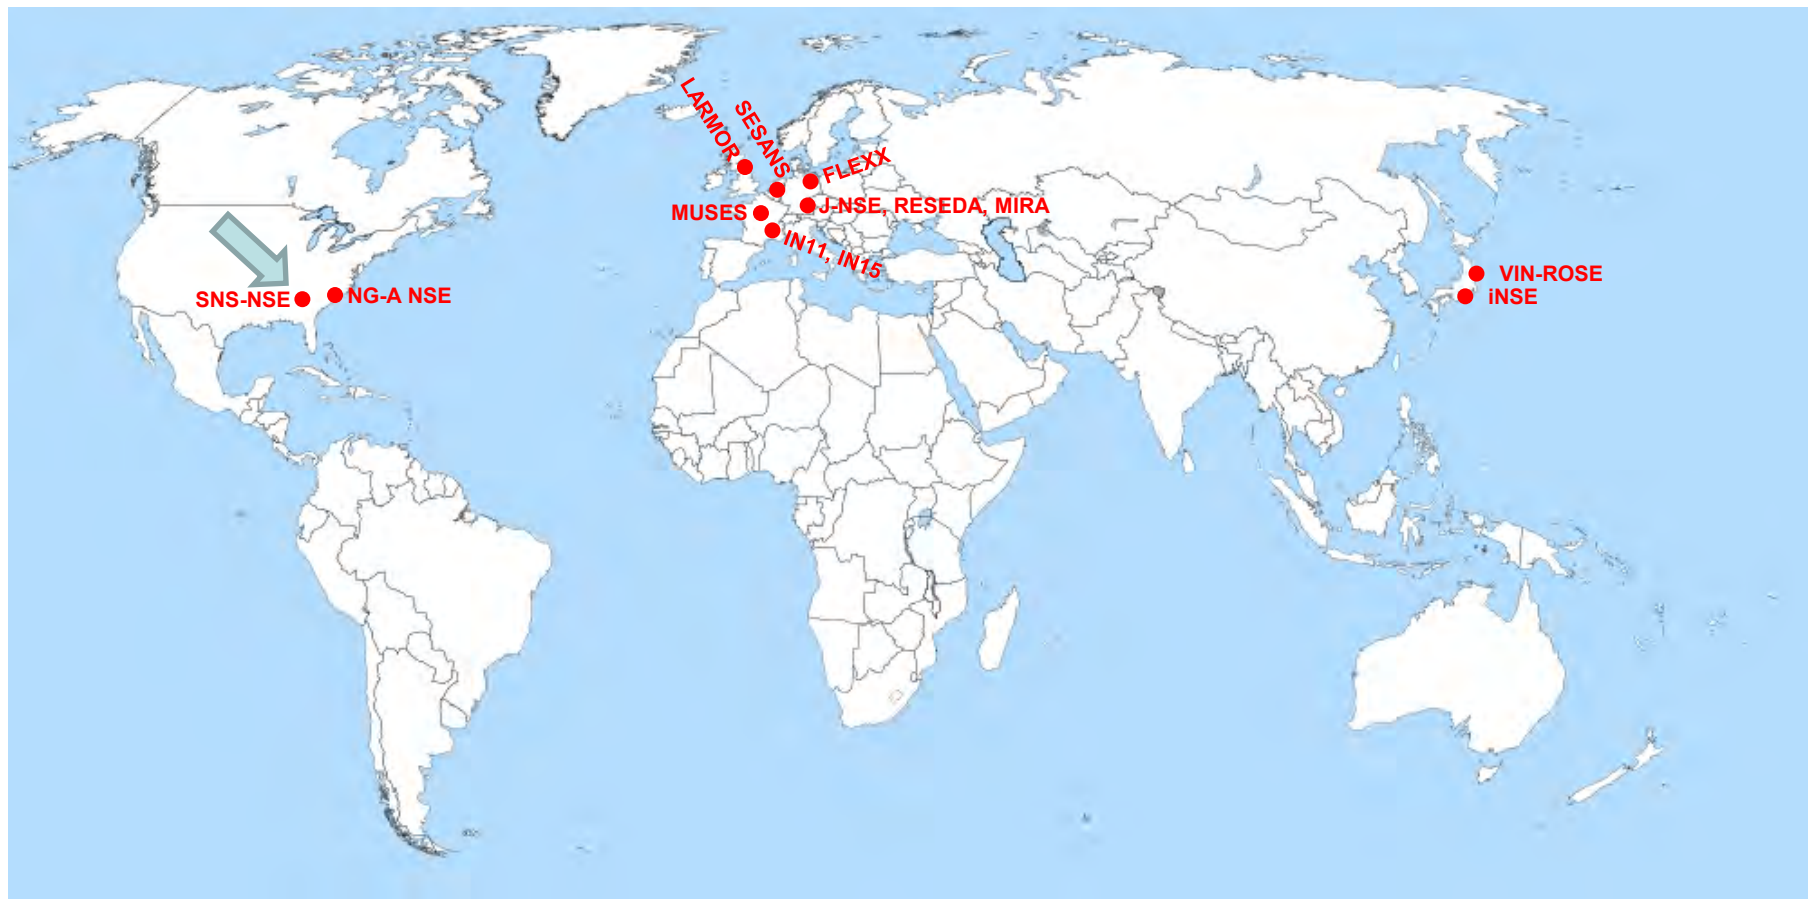 LARMOR
SESANS
FLEXX
MUSES
J-NSE, RESEDA, MIRA
IN11, IN15
SNS-NSE
NG-A NSE
VIN-ROSE
iNSE